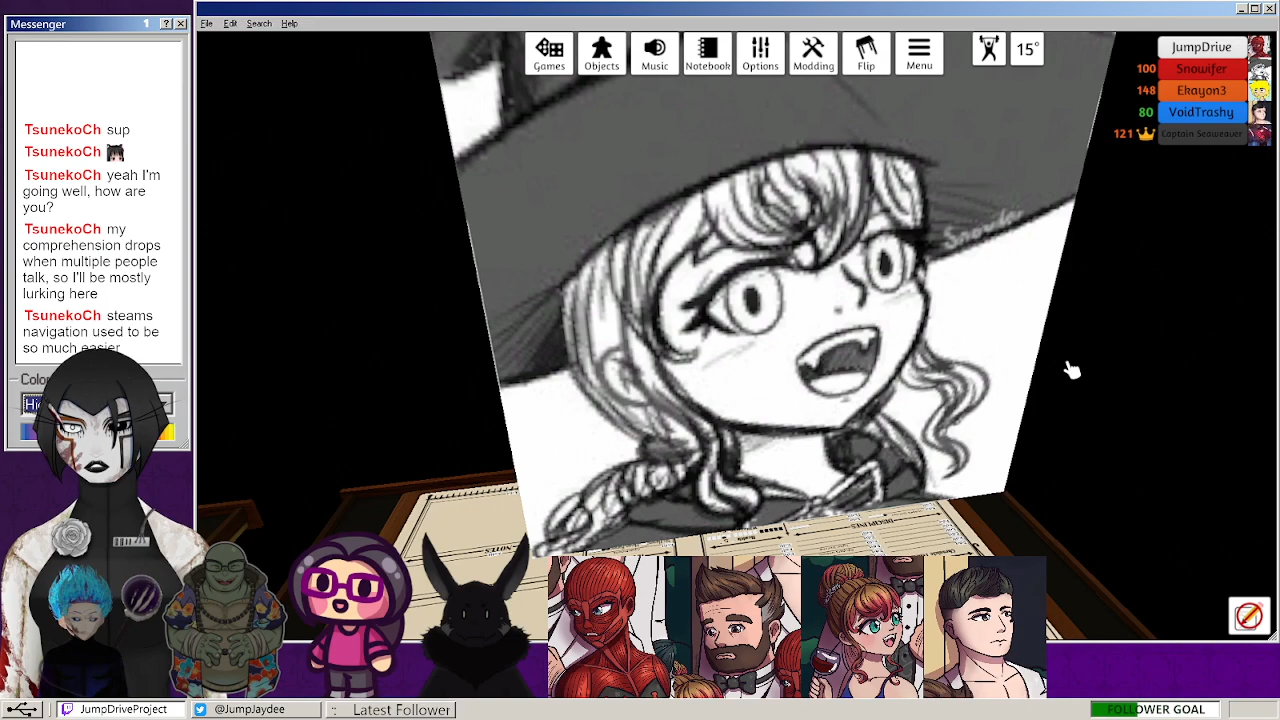 Messenger 1
TsunekoCh sup
TsunekoCh
TsunekoCh yeah I'm
going well, how are
you?
TsunekoCh my
comprehension drops
when multiple people
talk, so I'll be mostly
lurking here
TsunekoCh steams
navigation used to be
so much easier
File Edit Search Help
Games Objects Music Notebook Options Modding Flip Menu
15°
JumpDrive
100 Snowifer
148 Ekayon3
80 VoidTrashy
121 Captain Seaweaver
DISCIPLINES
NOTES
JumpDriveProject
@JumpJaydee
Latest Follower
FOLLOWER GOAL